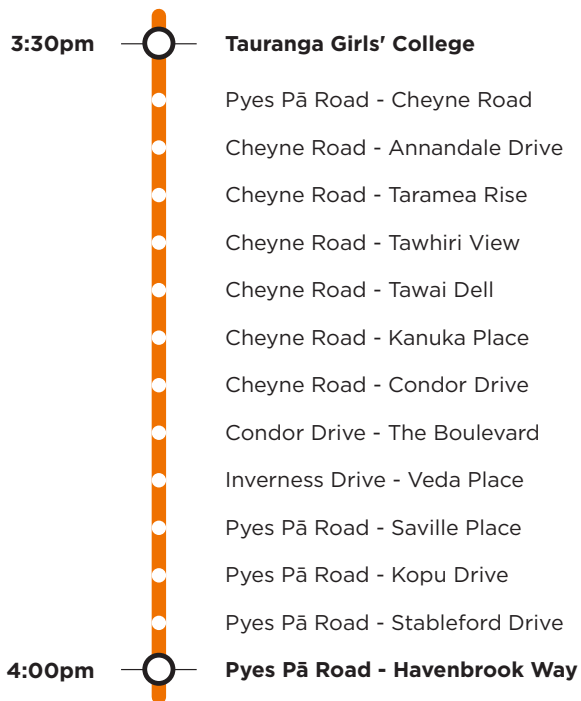 3:30pm Tauranga Girls' College
Pyes Pā Road - Cheyne Road
Cheyne Road - Annandale Drive
Cheyne Road - Taramea Rise
Cheyne Road - Tawhiri View
Cheyne Road - Tawai Dell
Cheyne Road - Kanuka Place
Cheyne Road - Condor Drive
Condor Drive - The Boulevard
Inverness Drive - Veda Place
Pyes Pā Road - Saville Place
Pyes Pā Road - Kopu Drive
Pyes Pā Road - Stableford Drive
4:00pm Pyes Pā Road - Havenbrook Way